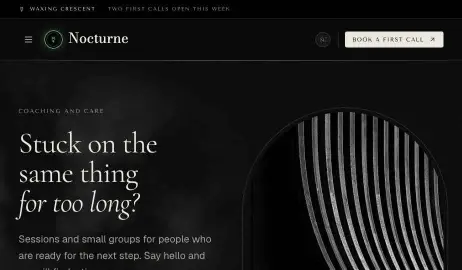 WAXING CRESCENT TWO FIRST CALLS OPEN THIS WEEK
Nocturne
BOOK A FIRST CALL
COACHING AND CARE
Stuck on the
same thing
for too long?
Sessions and small groups for people who
are ready for the next step. Say hello and